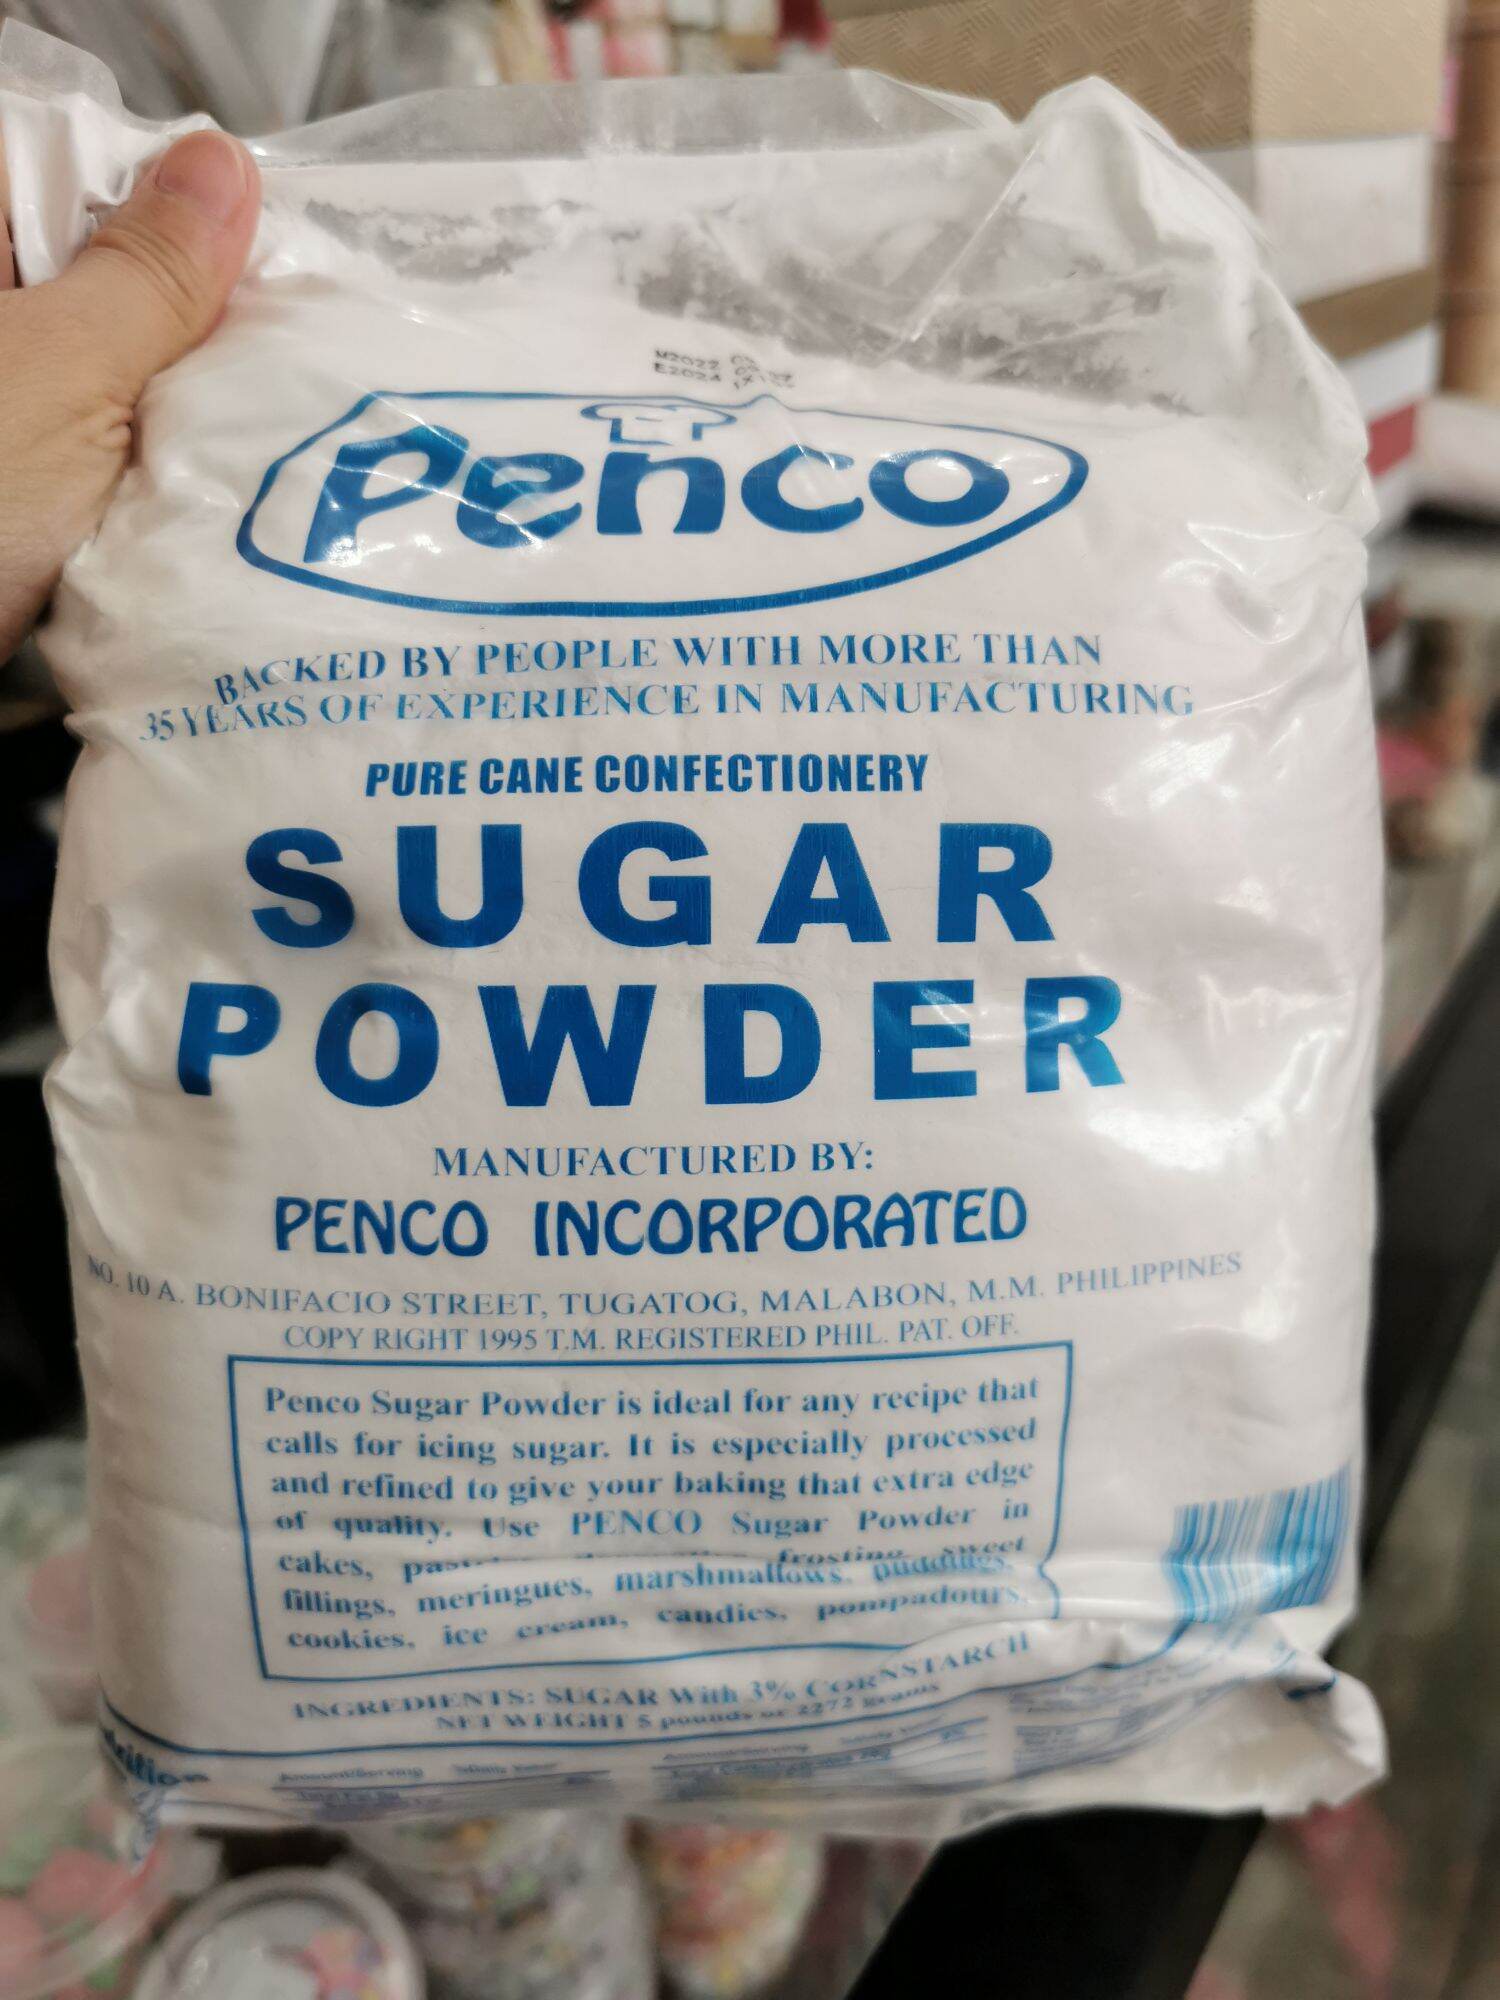 M2022
E2024
Penco
BACKED BY PEOPLE WITH MORE THAN
35 YEARS OF EXPERIENCE IN MANUFACTURING
PURE CANE CONFECTIONERY
SUGAR
POWDER
MANUFACTURED BY:
PENCO INCORPORATED
NO. 10 A. BONIFACIO STREET, TUGATOG, MALABON, M.M. PHILIPPINES
COPY RIGHT 1995 T.M. REGISTERED PHIL. PAT. OFF.
Penco Sugar Powder is ideal for any recipe that
calls for icing sugar. It is especially processed
and refined to give your baking that extra edge
of quality. Use PENCO Sugar Powder in
cakes, frosting, sweet
fillings, meringues, marshmallows, puddings,
cookies, ice cream, candies, pompadours.
INGREDIENTS: SUGAR With 3% CORNSTARCH
NET WEIGHT 5 pounds or 2272 grams
Amount/Serving